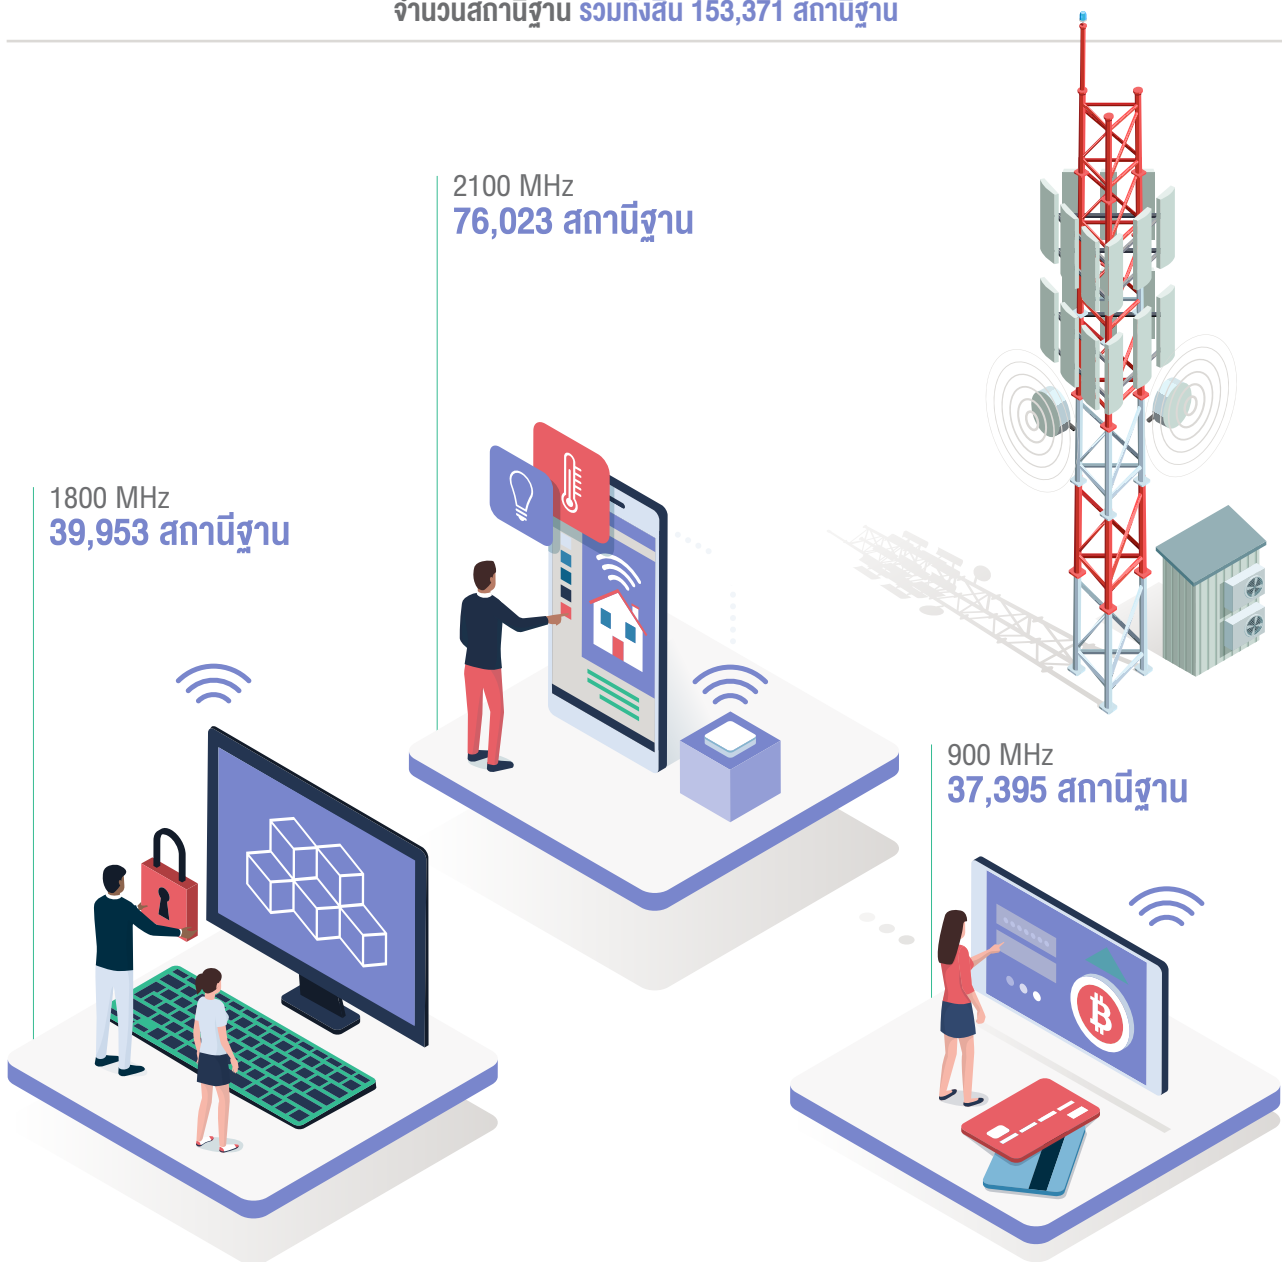 จำนวนสถานีฐาน รวมทั้งสิ้น 153,371 สถานีฐาน
2100 MHz
76,023 สถานีฐาน
1800 MHz
39,953 สถานีฐาน
900 MHz
37,395 สถานีฐาน